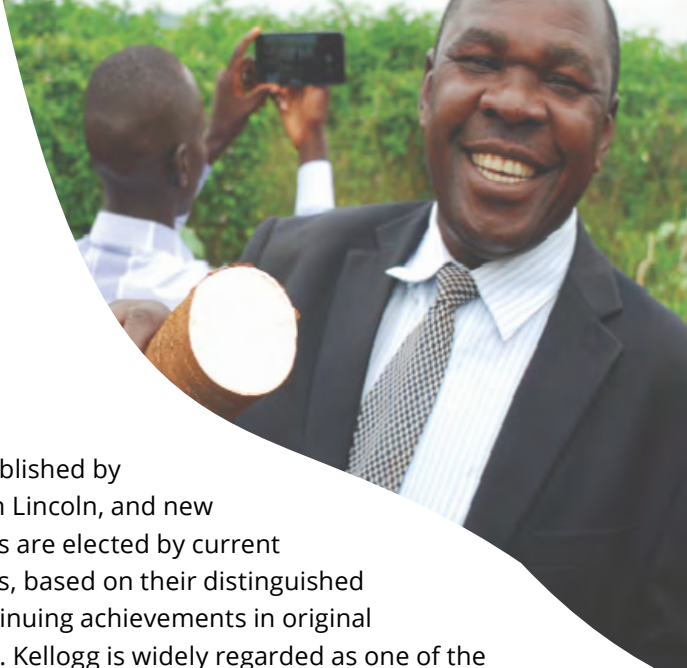 blished by
n Lincoln, and new
s are elected by current
s, based on their distinguished
inuing achievements in original
. Kellogg is widely regarded as one of the